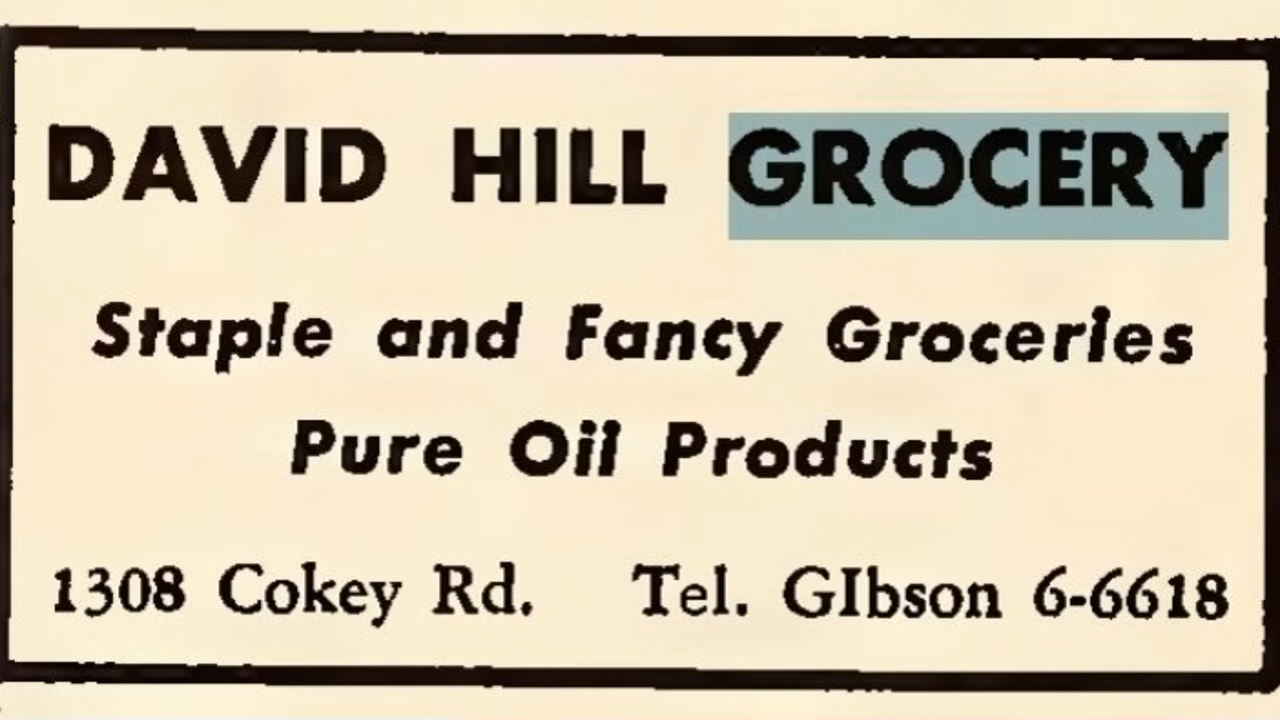 DAVID HILL GROCERY
Staple and Fancy Groceries
Pure Oil Products
1308 Cokey Rd. Tel. GIbson 6-6618